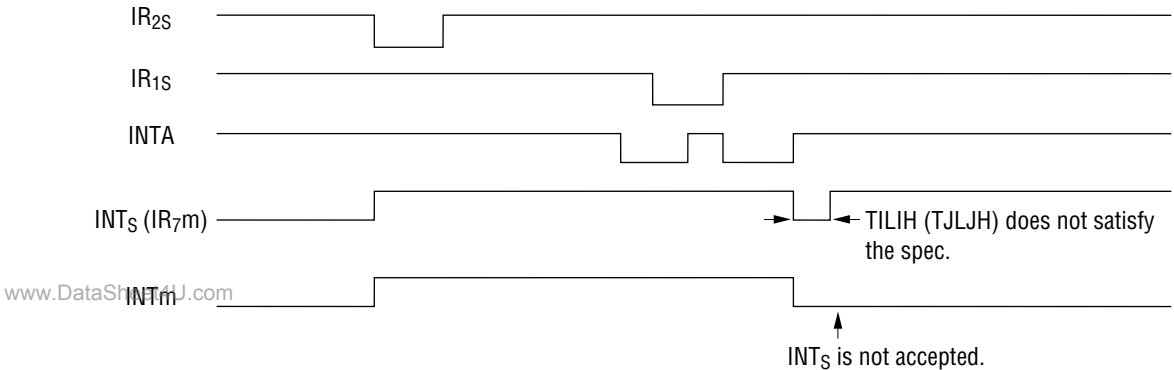 IR2S
IR1S
INTA
INTS (IR7m)
TILIH (TJLJH) does not satisfy
the spec.
www.DataSheet4U.com
INTm
INTS is not accepted.